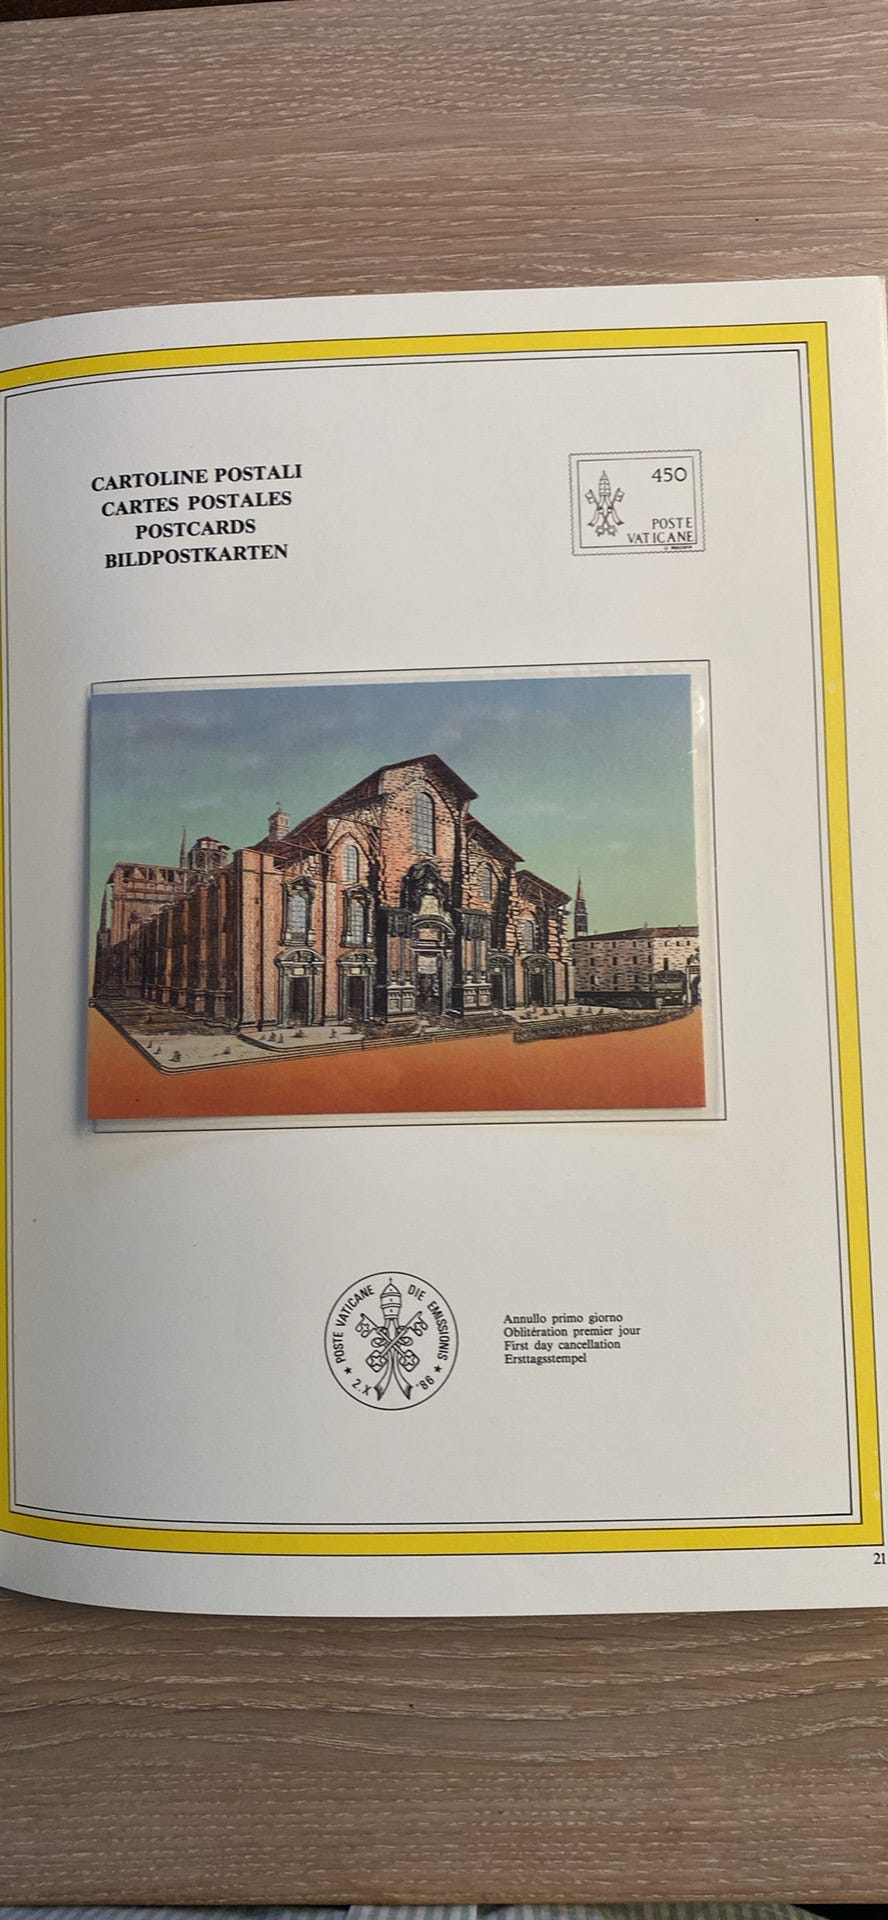 CARTOLINE POSTALI
CARTES POSTALES
POSTCARDS
BILDPOSTKARTEN
450
POSTE
VATICANE
POSTE VATICANE DIE EMISSIONIS
2.X '86
Annullo primo giorno
Oblitération premier jour
First day cancellation
Ersttagsstempel
21